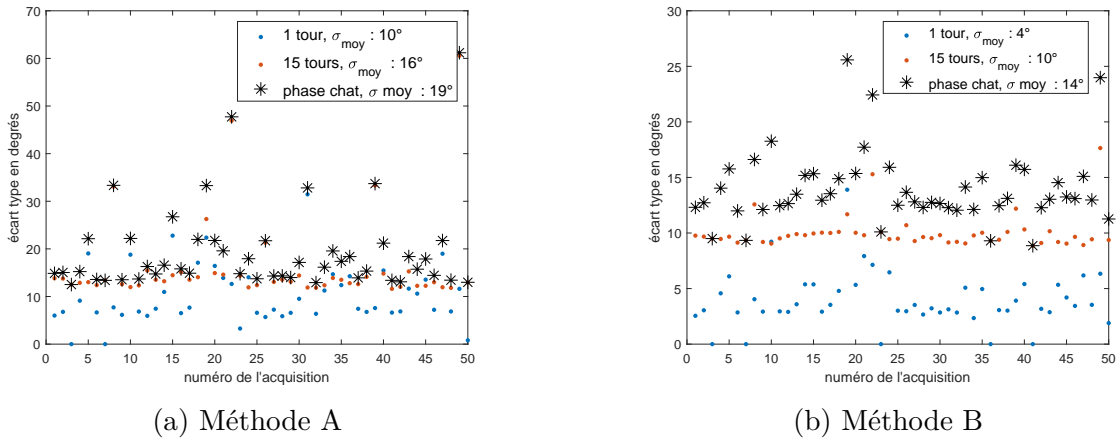 70
60
50
40
30
20
10
0
écart type en degrés
0 5 10 15 20 25 30 35 40 45 50
numéro de l'acquisition
1 tour, σmoy : 10°
15 tours, σmoy : 16°
phase chat, σ moy : 19°
(a) Méthode A
30
25
20
15
10
5
0
écart type en degrés
0 5 10 15 20 25 30 35 40 45 50
numéro de l'acquisition
1 tour, σmoy : 4°
15 tours, σmoy : 10°
phase chat, σ moy : 14°
(b) Méthode B